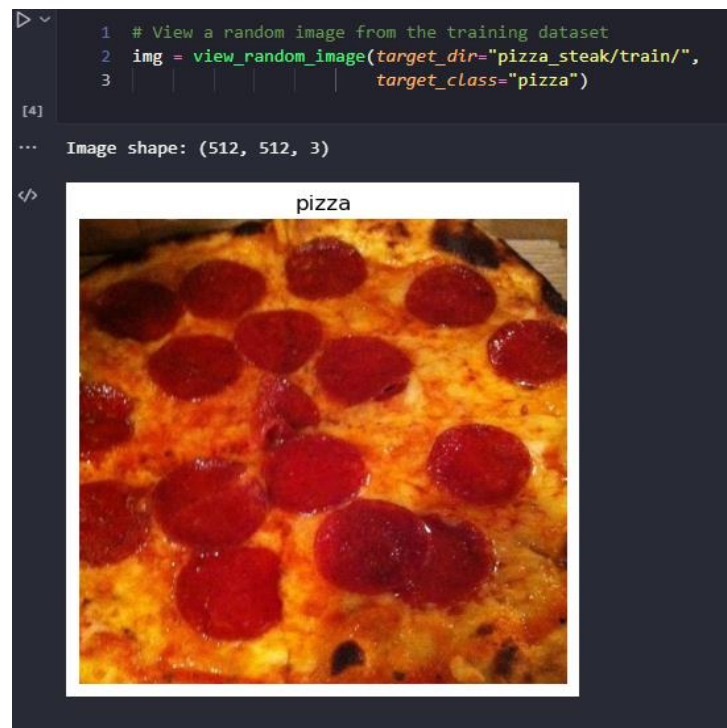 1 # View a random image from the training dataset
2 img = view_random_image(target_dir="pizza_steak/train/",
3 target_class="pizza")
[4]
... Image shape: (512, 512, 3)
</> 
pizza